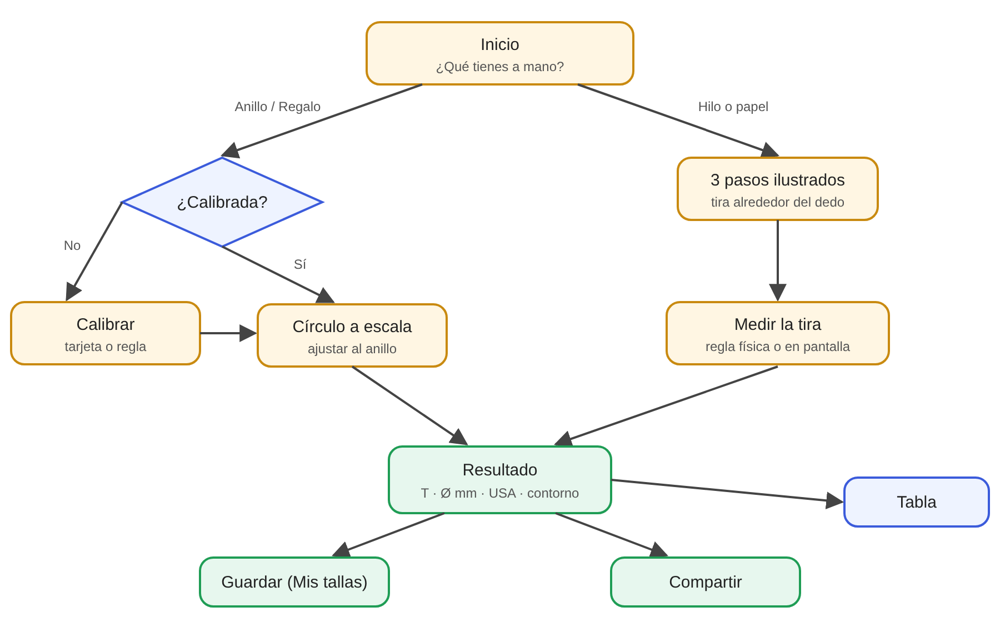 Inicio
¿Qué tienes a mano?
Anillo / Regalo
Hilo o papel
¿Calibrada?
3 pasos ilustrados
tira alrededor del dedo
No
Sí
Calibrar
tarjeta o regla
Círculo a escala
ajustar al anillo
Medir la tira
regla física o en pantalla
Resultado
T · Ø mm · USA · contorno
Tabla
Guardar (Mis tallas)
Compartir